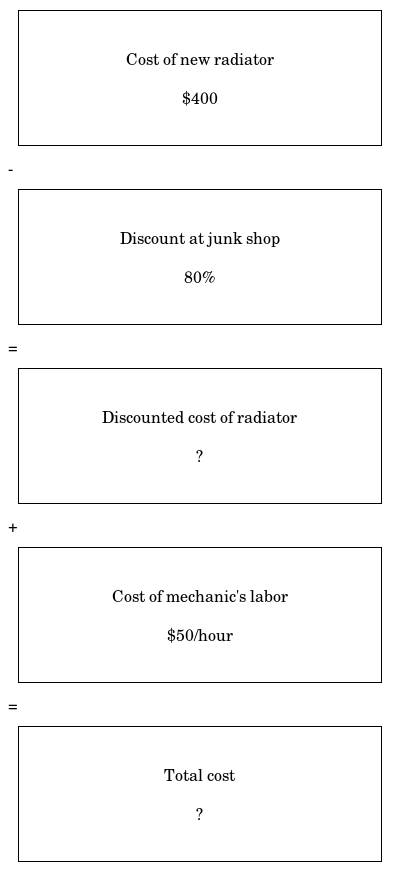 Cost of new radiator
$400
-
Discount at junk shop
80%
=
Discounted cost of radiator
?
+
Cost of mechanic's labor
$50/hour
=
Total cost
?